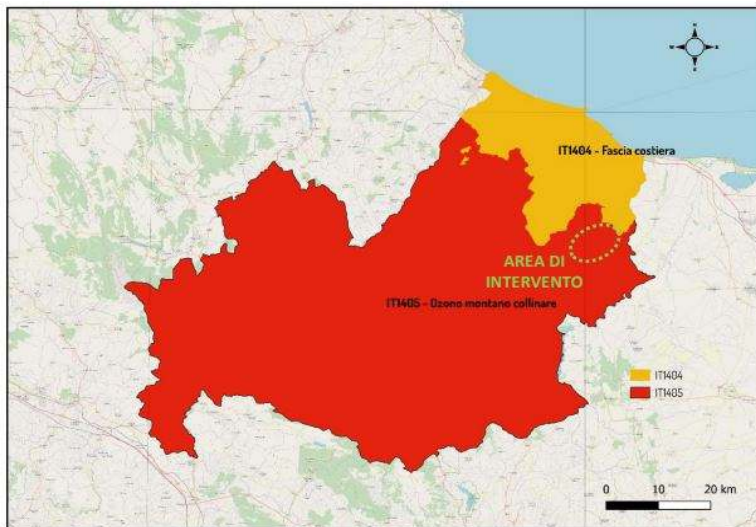 N
W
E
S
IT1404 - Fascia costiera
AREA DI
INTERVENTO
IT1405 - Ozono montano collinare
IT1404
IT1405
0 10 20 km